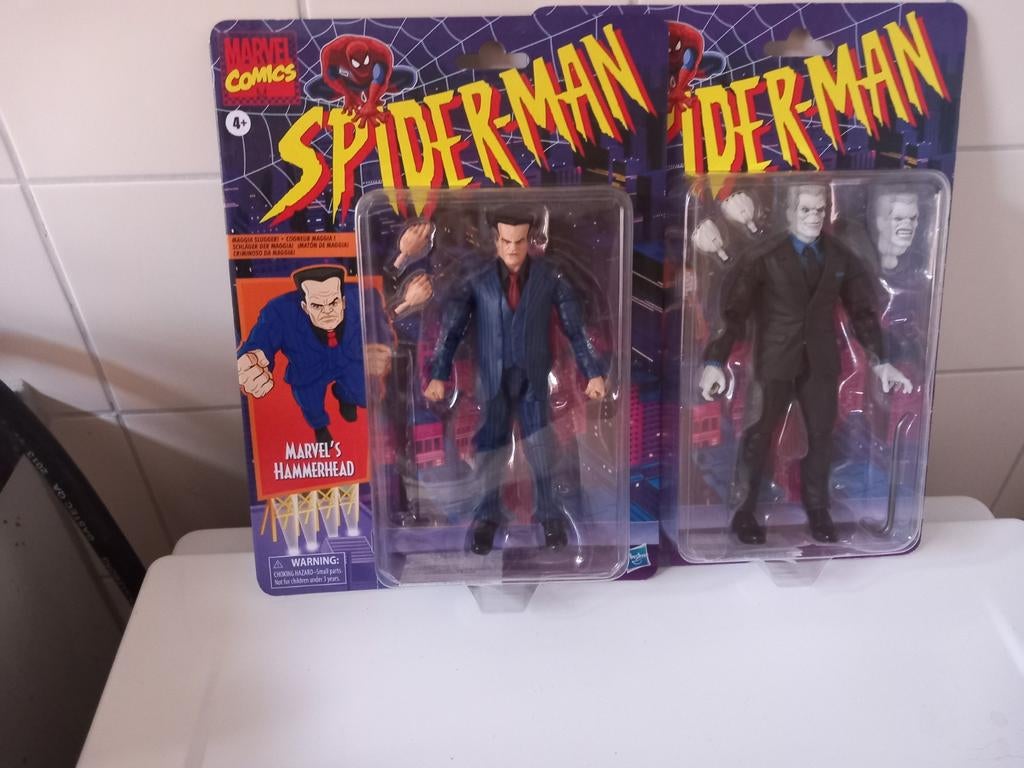 MARVEL
COMICS
SPIDER-MAN
4+
MAGGIA SLUGGER! • COGNEUR MAGGIA !
SCHLÄGER DER MAGGIA! ¡MATÓN DE MAGGIA!
CRIMINOSO DA MAGGIA!
MARVEL'S
HAMMERHEAD
WARNING:
CHOKING HAZARD–Small parts.
Not for children under 3 years.
Hasbro
IDER-MAN